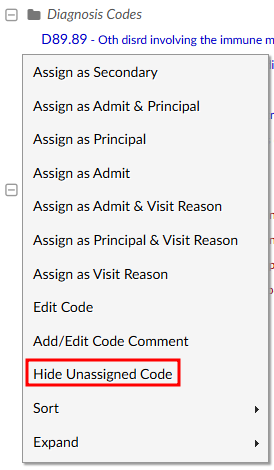 Diagnosis Codes
D89.89 - Oth disrd involving the immune m
Assign as Secondary
Assign as Admit & Principal
Assign as Principal
Assign as Admit
Assign as Admit & Visit Reason
Assign as Principal & Visit Reason
Assign as Visit Reason
Edit Code
Add/Edit Code Comment
Hide Unassigned Code
Sort
Expand